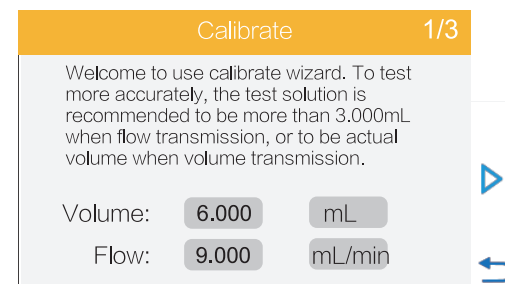 Calibrate 1/3
Welcome to use calibrate wizard. To test
more accurately, the test solution is
recommended to be more than 3.000mL
when flow transmission, or to be actual
volume when volume transmission.
Volume: 6.000 mL
Flow: 9.000 mL/min